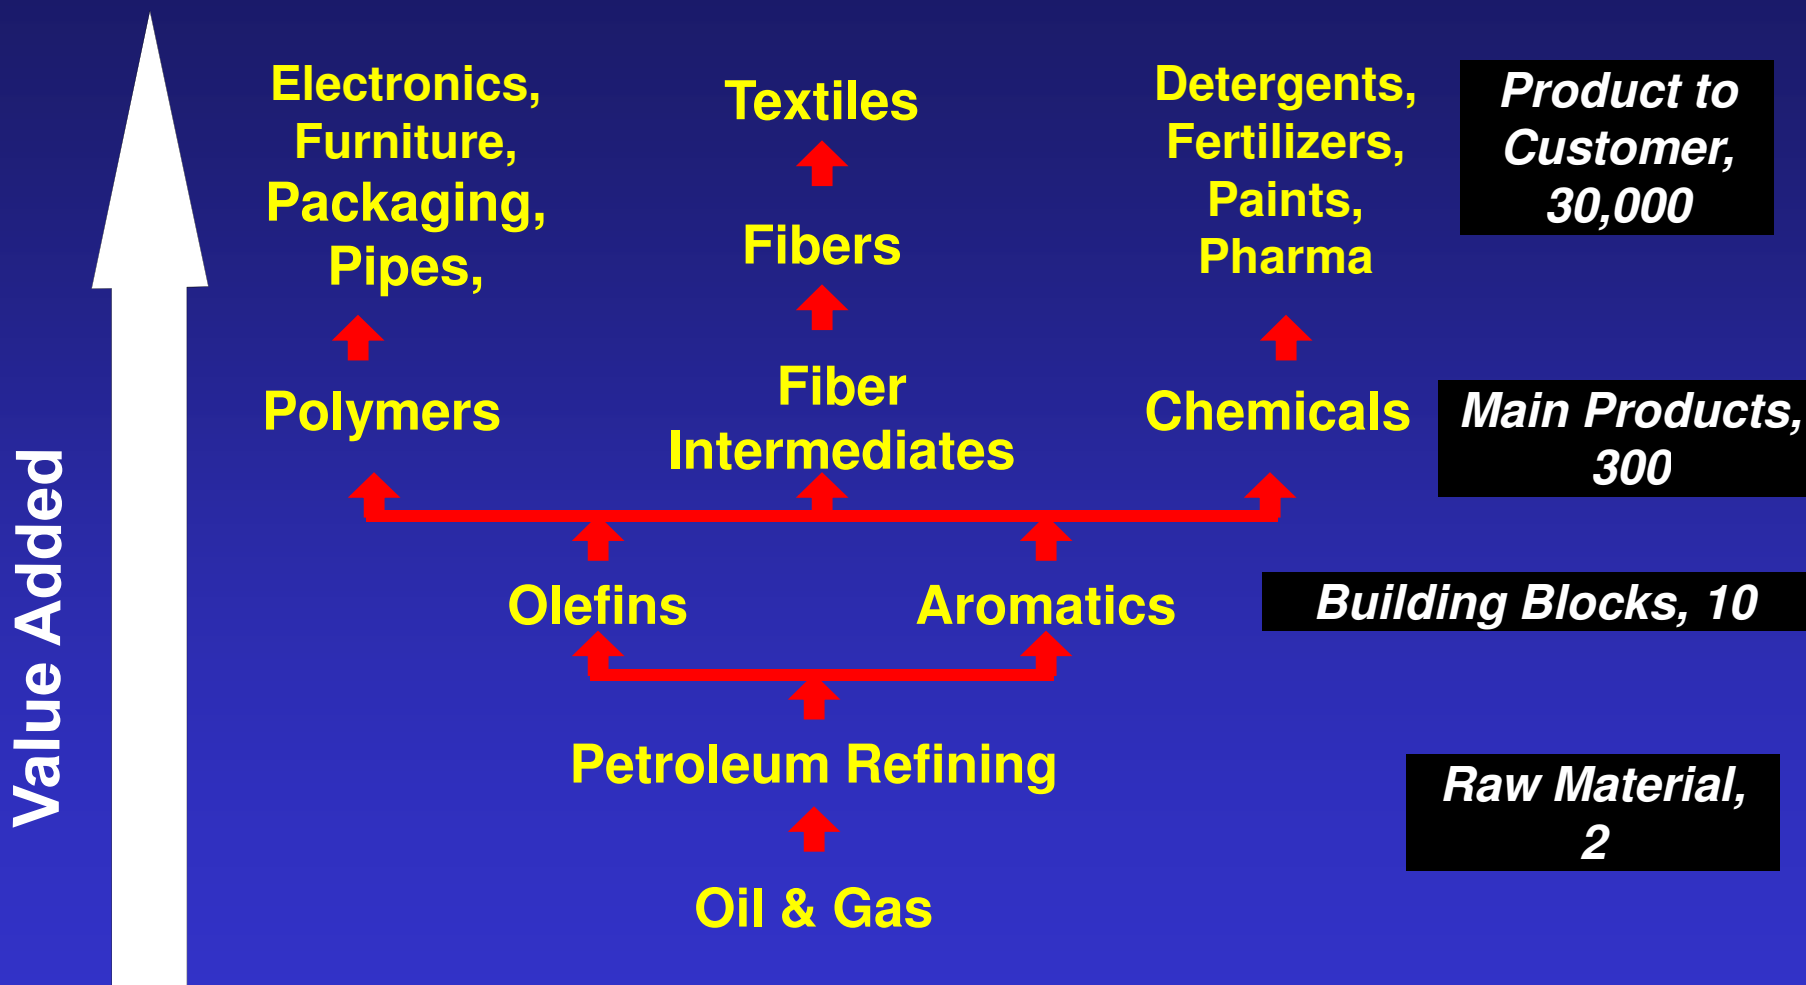 Electronics,
Furniture,
Packaging,
Pipes,
Textiles
Fibers
Detergents,
Fertilizers,
Paints,
Pharma
Product to
Customer,
30,000
Polymers
Fiber
Intermediates
Chemicals
Main Products,
300
Olefins
Aromatics
Building Blocks, 10
Petroleum Refining
Raw Material,
2
Oil & Gas
Value Added